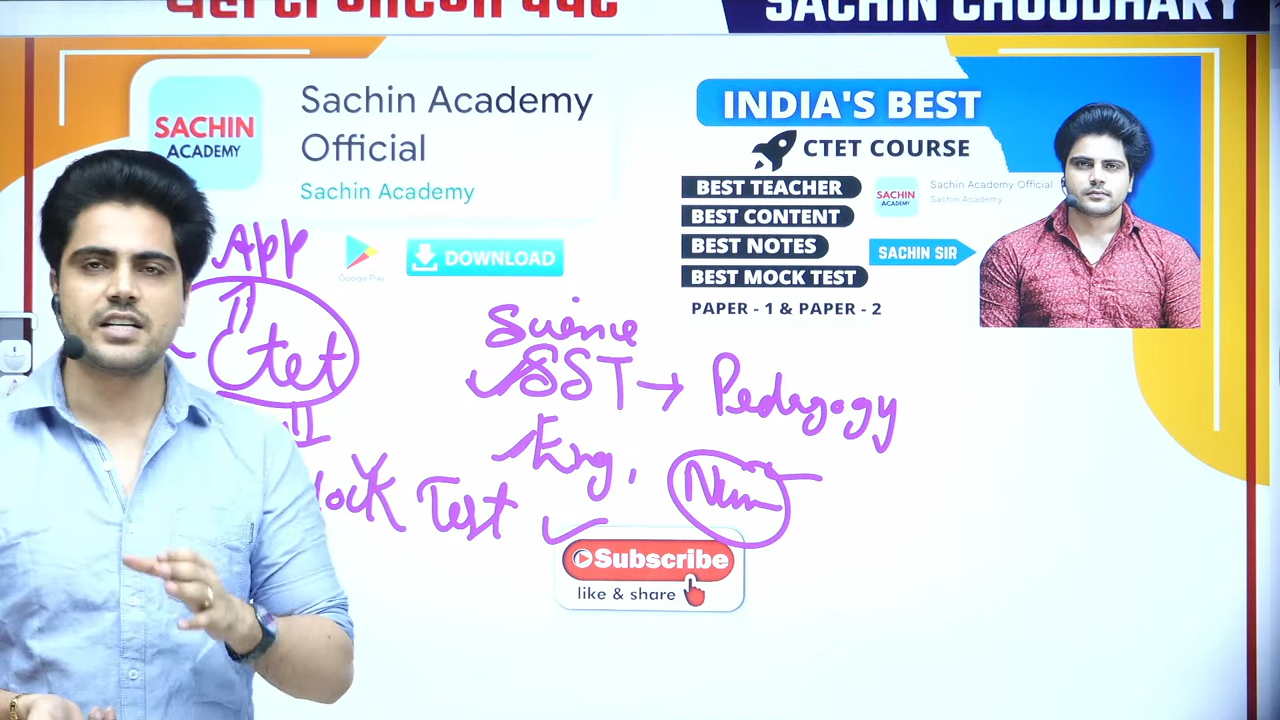 SACHIN CHOUDHARY
SACHIN
ACADEMY
Sachin Academy
Official
Sachin Academy
Google Play
DOWNLOAD
INDIA'S BEST
CTET COURSE
BEST TEACHER
BEST CONTENT
BEST NOTES
BEST MOCK TEST
SACHIN
ACADEMY
Sachin Academy Official
Sachin Academy
SACHIN SIR
PAPER - 1 & PAPER - 2
App
Ctet
Science
SST → Pedagogy
Eng,
Test
Subscribe
like & share